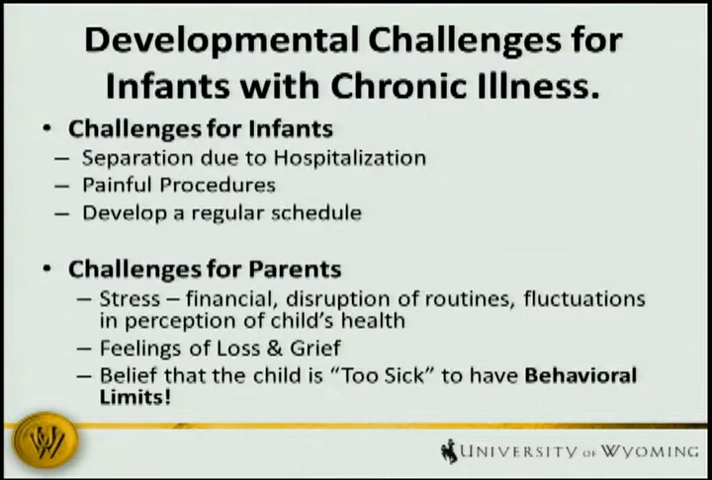 Developmental Challenges for
Infants with Chronic Illness.
• Challenges for Infants
– Separation due to Hospitalization
– Painful Procedures
– Develop a regular schedule
• Challenges for Parents
– Stress – financial, disruption of routines, fluctuations
in perception of child's health
– Feelings of Loss & Grief
– Belief that the child is "Too Sick" to have Behavioral
Limits!
UW
UNIVERSITY OF WYOMING